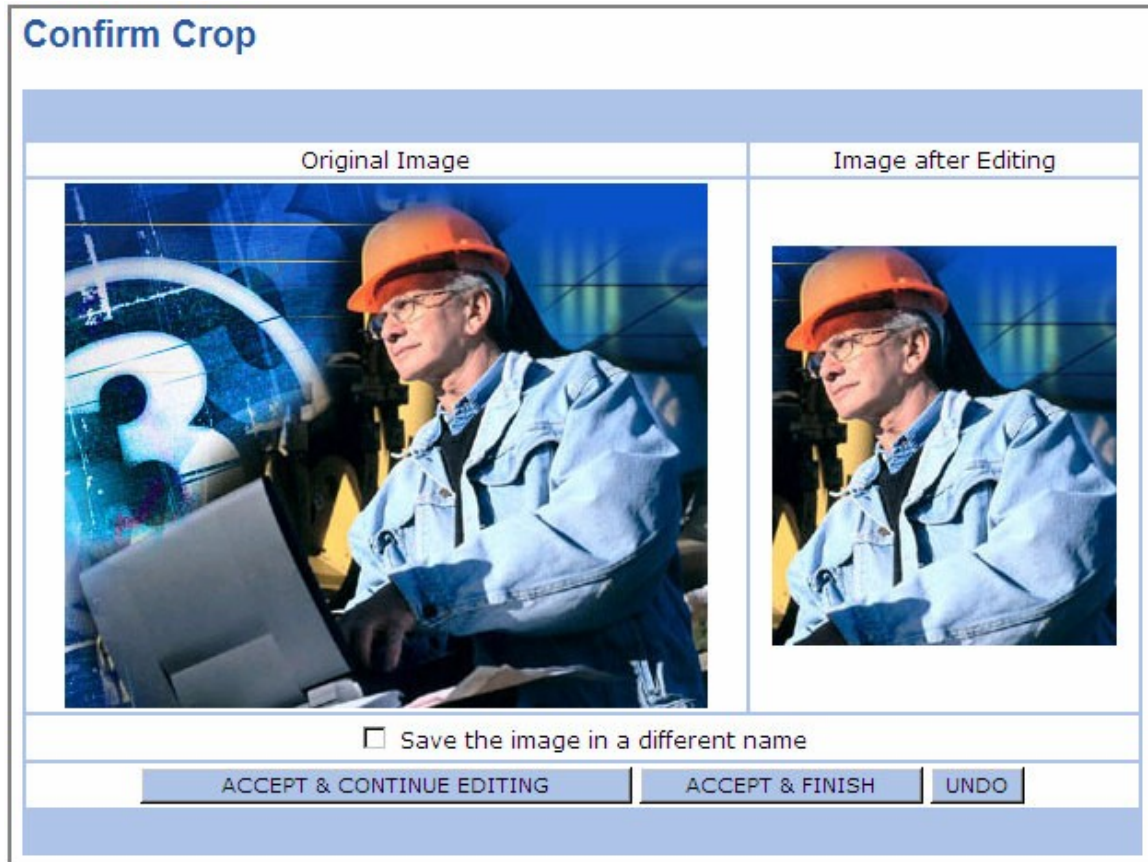 Confirm Crop
Original Image
Image after Editing
3
Save the image in a different name
ACCEPT & CONTINUE EDITING
ACCEPT & FINISH
UNDO